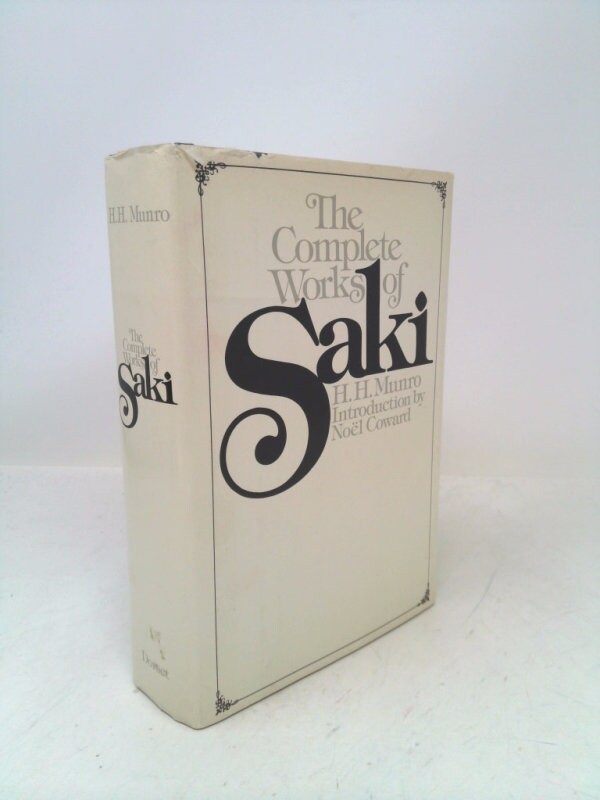 H.H. Munro
The
Complete
Works of
Saki
The
Complete
Works of
Saki
H. H. Munro
Introduction by
Noël Coward